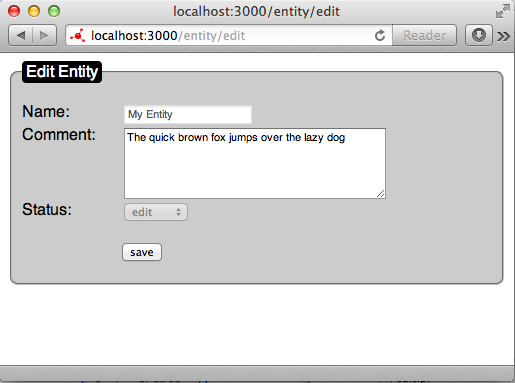 localhost:3000/entity/edit
localhost:3000/entity/edit
Reader
Edit Entity
Name:
My Entity
Comment:
The quick brown fox jumps over the lazy dog
Status:
edit
save